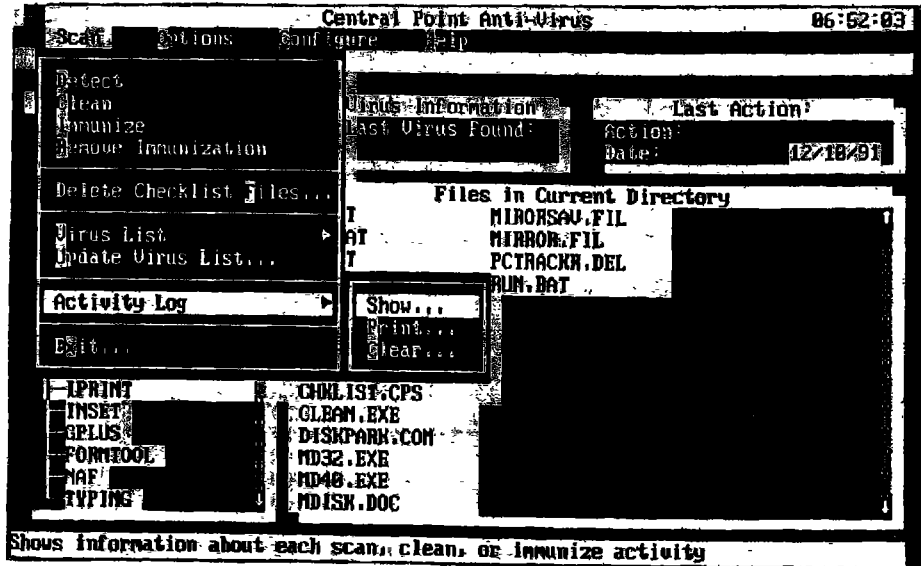 Central Point Anti-Virus 06:52:03
Scan Options Configure Help
Detect
Clean
Immunize
Remove Immunization
Delete Checklist Files...
Virus List
Update Virus List...
Activity Log
Exit...
Show...
Print...
Clear...
Virus Information
Last Virus Found:
Last Action:
Action:
Date: 12/18/91
Files in Current Directory
T MIRORSAV.FIL
AT MIRROR.FIL
T PCTRACKR.DEL
RUN.BAT
LPRINT
INSET
GPLUS
FORMTOOL
NAF
TYPING
CHKLIST.CPS
CLEAN.EXE
DISKPARK.COM
MD32.EXE
MD40.EXE
MDISK.DOC
Shows information about each scan, clean, or immunize activity